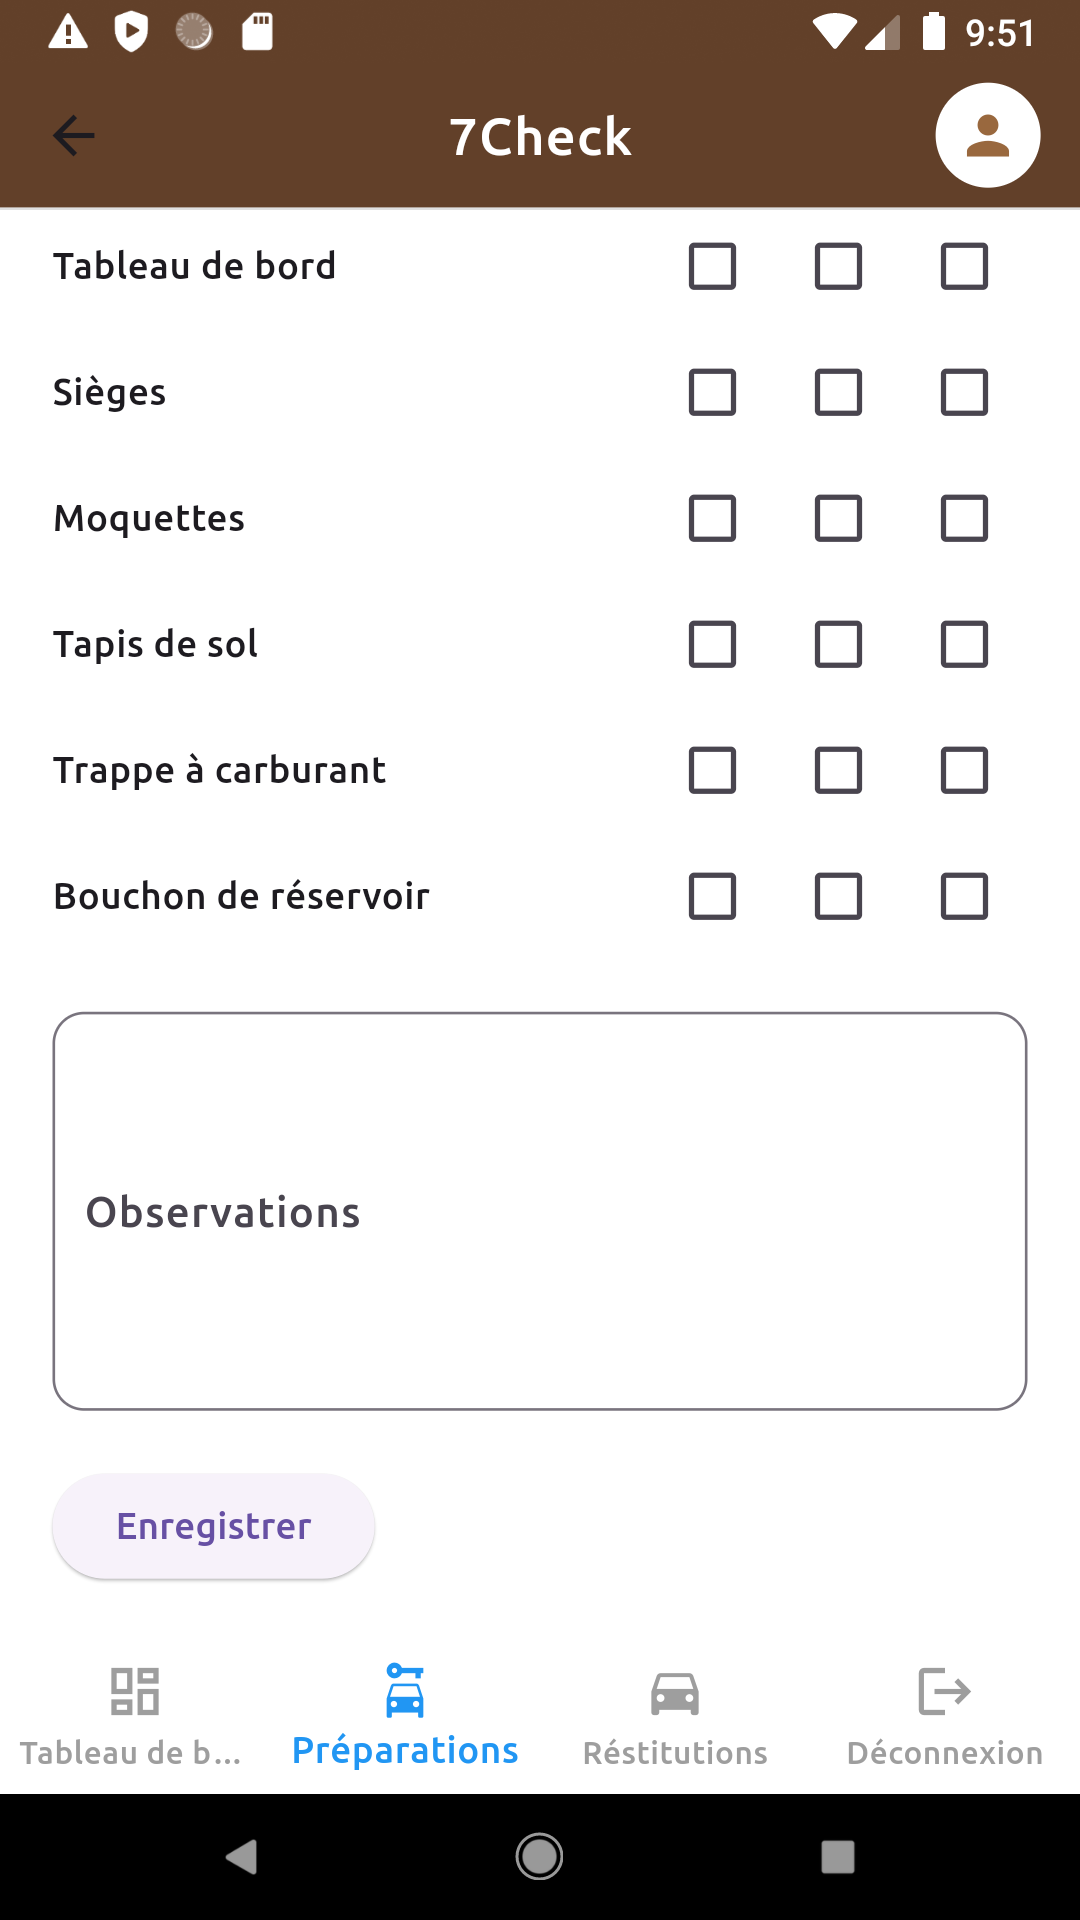 9:51
7Check
Tableau de bord
Sièges
Moquettes
Tapis de sol
Trappe à carburant
Bouchon de réservoir
Observations
Enregistrer
Tableau de b...
Préparations
Réstitutions
Déconnexion